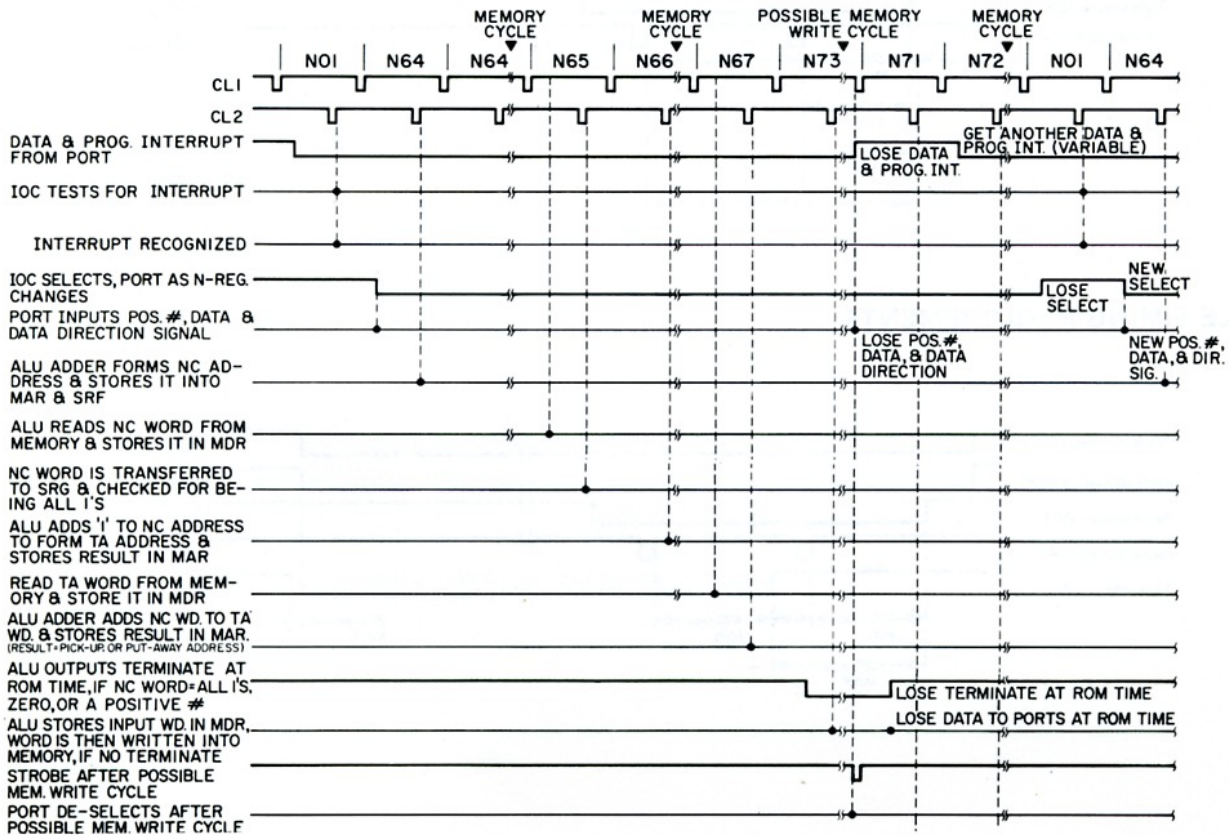 MEMORY CYCLE
MEMORY CYCLE
POSSIBLE MEMORY WRITE CYCLE
MEMORY CYCLE
N01 N64 N64 N65 N66 N67 N73 N71 N72 N01 N64
CL1
CL2
DATA & PROG. INTERRUPT
FROM PORT
LOSE DATA
& PROG. INT.
GET ANOTHER DATA &
PROG. INT. (VARIABLE)
IOC TESTS FOR INTERRUPT
INTERRUPT RECOGNIZED
IOC SELECTS, PORT AS N-REG.
CHANGES
LOSE
SELECT
NEW
SELECT
PORT INPUTS POS. #, DATA &
DATA DIRECTION SIGNAL
LOSE POS. #,
DATA, & DATA
DIRECTION
NEW POS. #,
DATA, & DIR.
SIG.
ALU ADDER FORMS NC AD-
DRESS & STORES IT INTO
MAR & SRF
ALU READS NC WORD FROM
MEMORY & STORES IT IN MDR
NC WORD IS TRANSFERRED
TO SRG & CHECKED FOR BE-
ING ALL 1'S
ALU ADDS '1' TO NC ADDRESS
TO FORM TA ADDRESS &
STORES RESULT IN MAR
READ TA WORD FROM MEM-
ORY & STORE IT IN MDR
ALU ADDER ADDS NC WD. TO TA
WD. & STORES RESULT IN MAR.
(RESULT=PICK-UP OR PUT-AWAY ADDRESS)
ALU OUTPUTS TERMINATE AT
ROM TIME, IF NC WORD=ALL 1'S,
ZERO, OR A POSITIVE #
LOSE TERMINATE AT ROM TIME
ALU STORES INPUT WD. IN MDR,
WORD IS THEN WRITTEN INTO
MEMORY, IF NO TERMINATE
LOSE DATA TO PORTS AT ROM TIME
STROBE AFTER POSSIBLE
MEM. WRITE CYCLE
PORT DE-SELECTS AFTER
POSSIBLE MEM. WRITE CYCLE